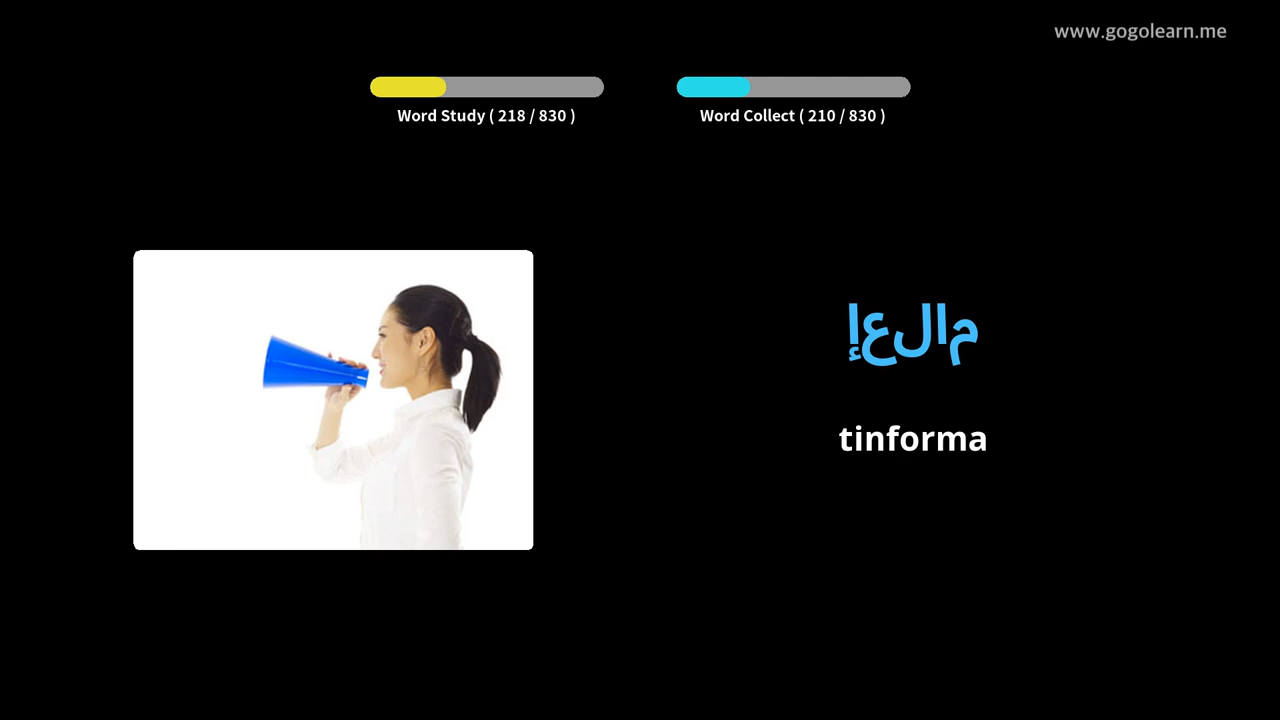 www.gogolearn.me
Word Study ( 218 / 830 )
Word Collect ( 210 / 830 )
إعلام
tinforma